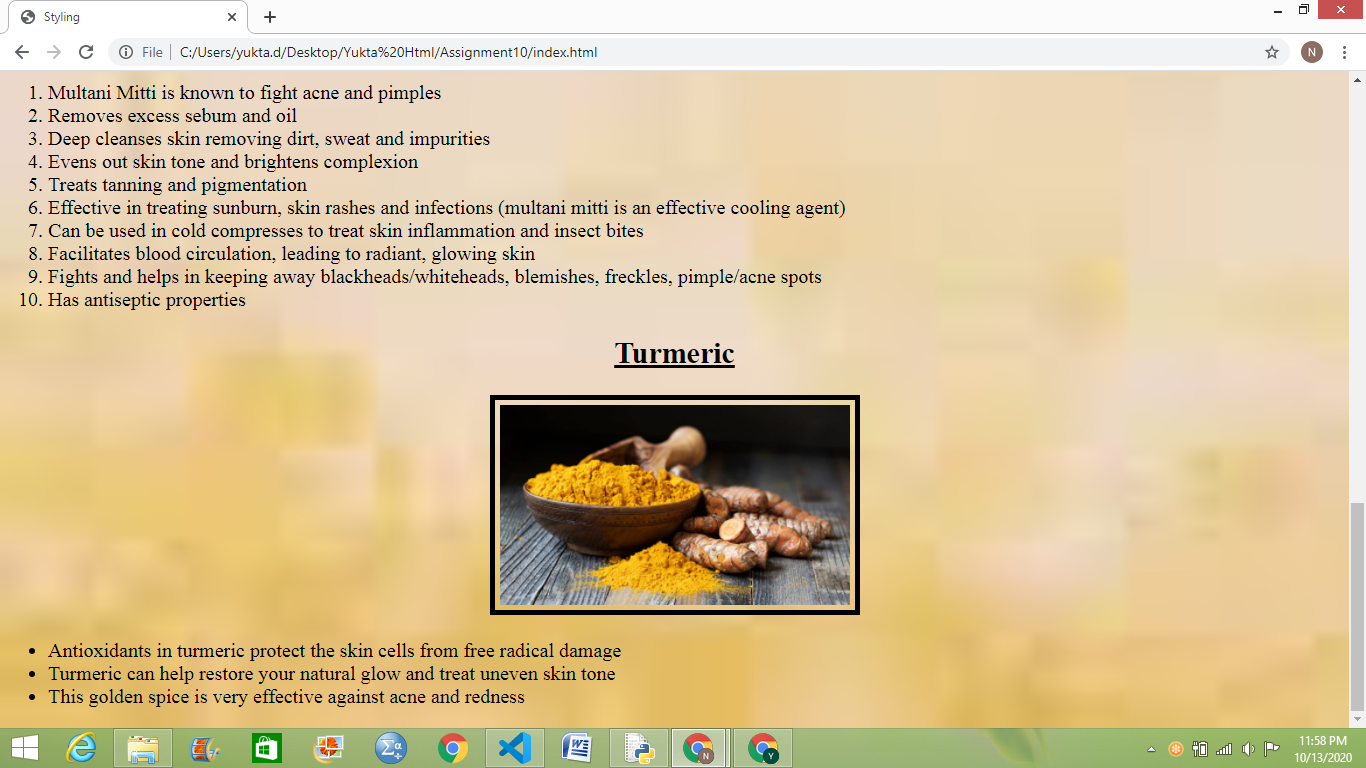 Styling
File
C:/Users/yukta.d/Desktop/Yukta%20Html/Assignment10/index.html
N
1. Multani Mitti is known to fight acne and pimples
2. Removes excess sebum and oil
3. Deep cleanses skin removing dirt, sweat and impurities
4. Evens out skin tone and brightens complexion
5. Treats tanning and pigmentation
6. Effective in treating sunburn, skin rashes and infections (multani mitti is an effective cooling agent)
7. Can be used in cold compresses to treat skin inflammation and insect bites
8. Facilitates blood circulation, leading to radiant, glowing skin
9. Fights and helps in keeping away blackheads/whiteheads, blemishes, freckles, pimple/acne spots
10. Has antiseptic properties
Turmeric
• Antioxidants in turmeric protect the skin cells from free radical damage
• Turmeric can help restore your natural glow and treat uneven skin tone
• This golden spice is very effective against acne and redness
Σα
W
N
Y
11:58 PM
10/13/2020